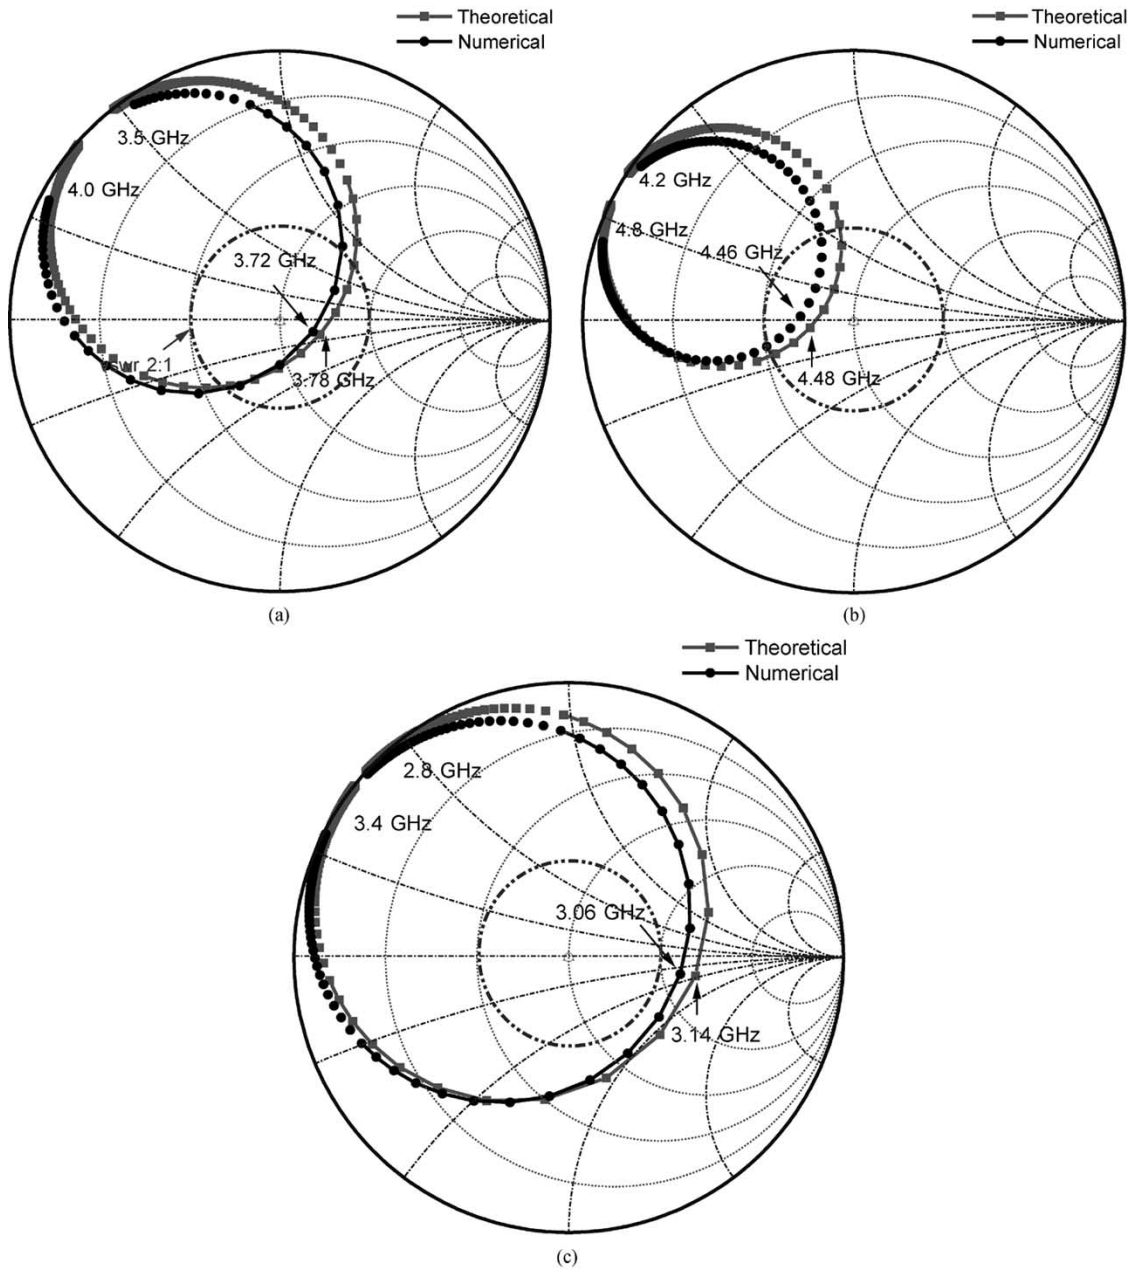 (a)
Theoretical
Numerical
3.5 GHz
4.0 GHz
3.72 GHz
swr 2:1
3.78 GHz
(b)
Theoretical
Numerical
4.2 GHz
4.8 GHz
4.46 GHz
4.48 GHz
(a)
(b)
Theoretical
Numerical
2.8 GHz
3.4 GHz
3.06 GHz
3.14 GHz
(c)